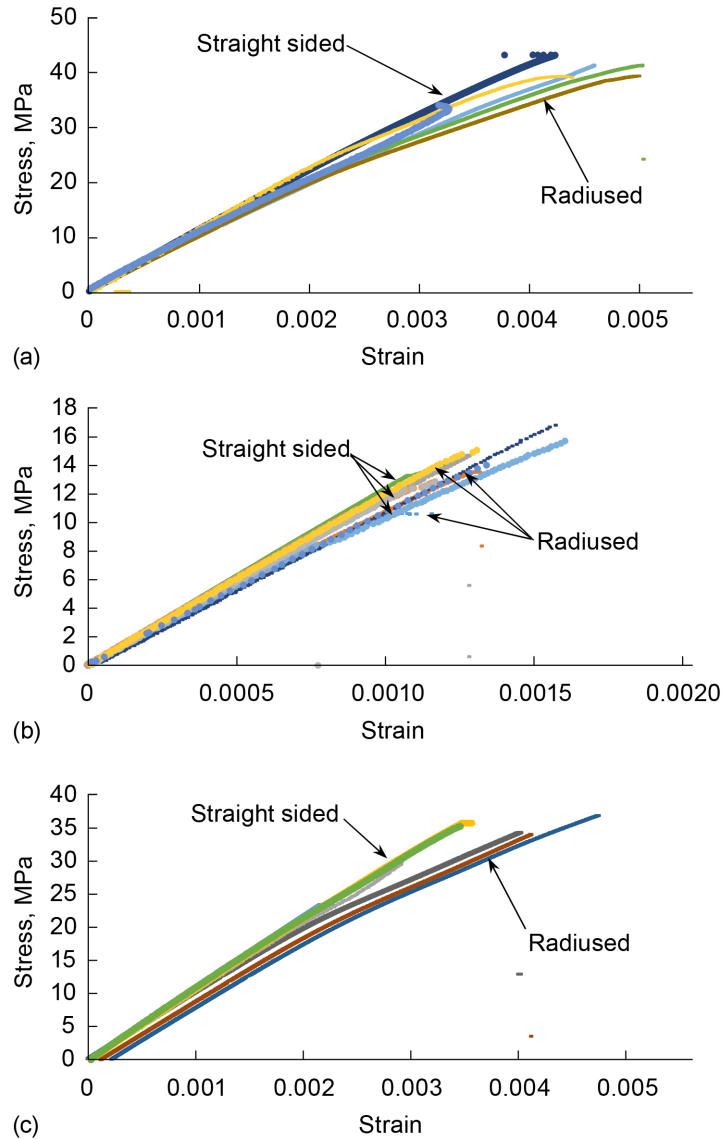 50
Straight sided
40
30
Stress, MPa
20
Radiused
10
0
0 0.001 0.002 0.003 0.004 0.005
(a) Strain
18
16
Straight sided
14
12
10
Stress, MPa
Radiused
8
6
4
2
0
0 0.0005 0.0010 0.0015 0.0020
(b) Strain
40
Straight sided
35
30
25
Stress, MPa
20
Radiused
15
10
5
0
0 0.001 0.002 0.003 0.004 0.005
(c) Strain